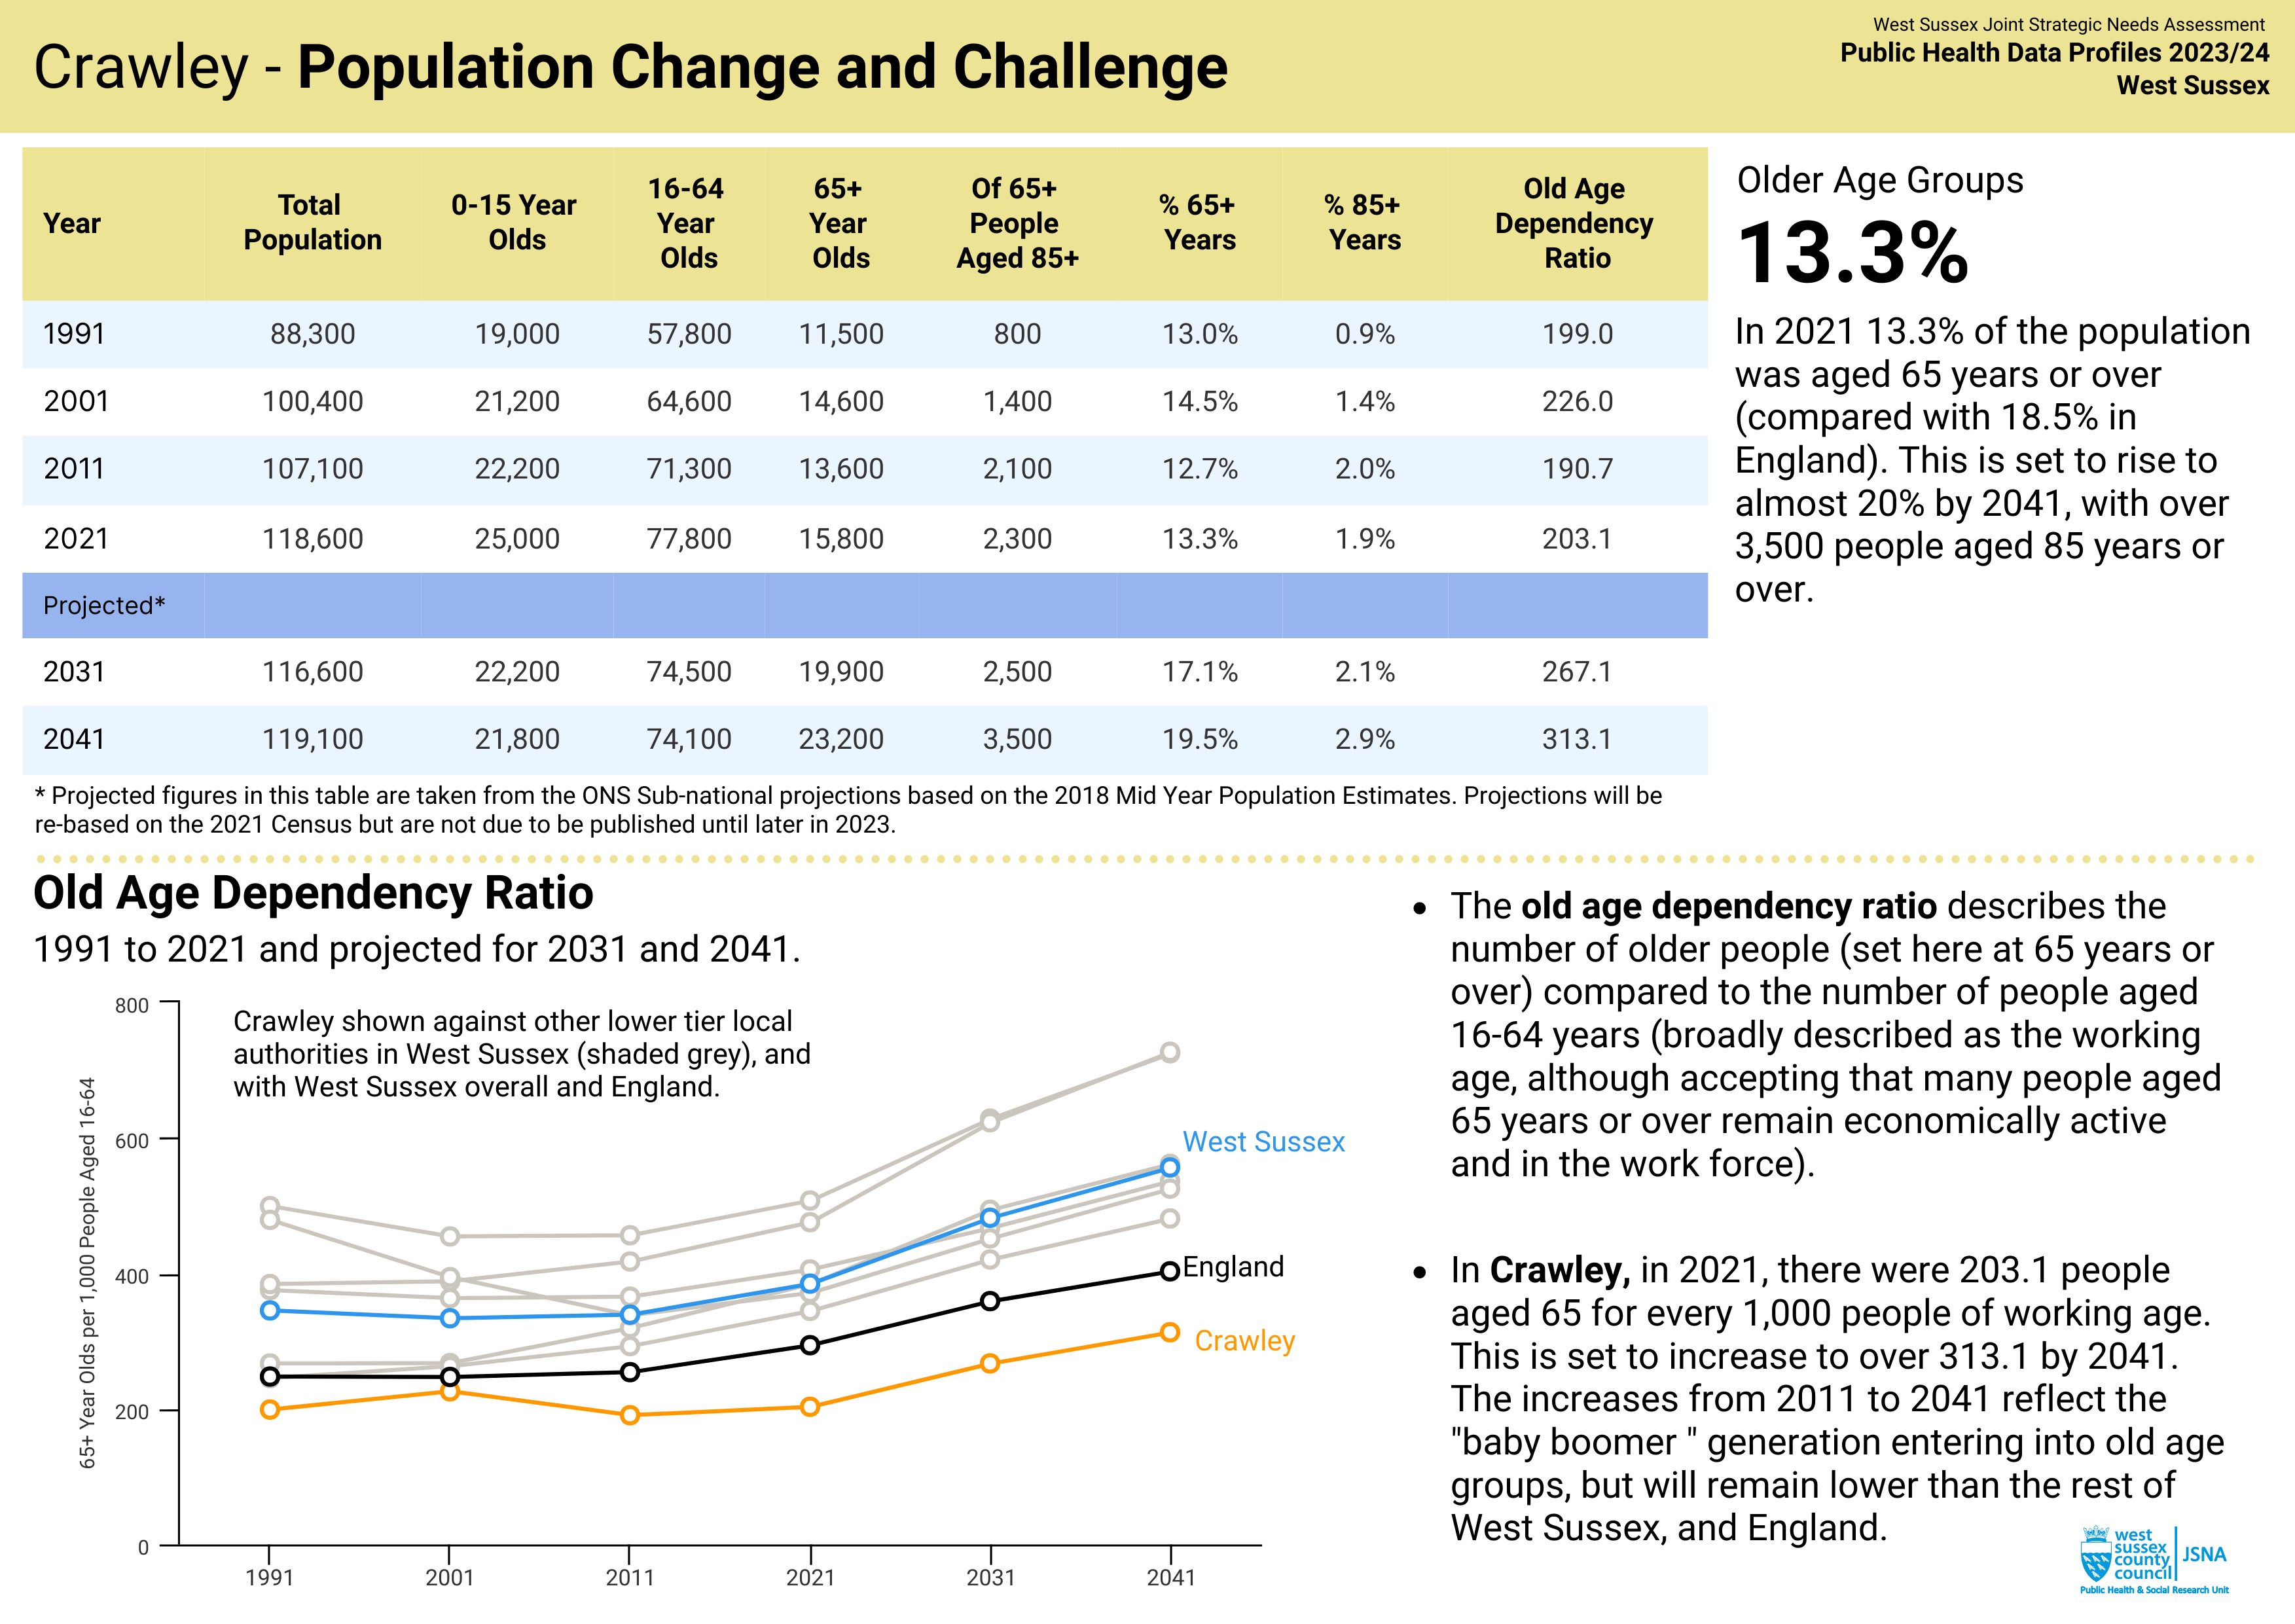 Crawley - Population Change and Challenge
West Sussex Joint Strategic Needs Assessment
Public Health Data Profiles 2023/24
West Sussex
Year Total Population 0-15 Year Olds 16-64 Year Olds 65+ Year Olds Of 65+ People Aged 85+ % 65+ Years % 85+ Years Old Age Dependency Ratio
1991 88,300 19,000 57,800 11,500 800 13.0% 0.9% 199.0
2001 100,400 21,200 64,600 14,600 1,400 14.5% 1.4% 226.0
2011 107,100 22,200 71,300 13,600 2,100 12.7% 2.0% 190.7
2021 118,600 25,000 77,800 15,800 2,300 13.3% 1.9% 203.1
Projected*
2031 116,600 22,200 74,500 19,900 2,500 17.1% 2.1% 267.1
2041 119,100 21,800 74,100 23,200 3,500 19.5% 2.9% 313.1
* Projected figures in this table are taken from the ONS Sub-national projections based on the 2018 Mid Year Population Estimates. Projections will be
re-based on the 2021 Census but are not due to be published until later in 2023.
Older Age Groups
13.3%
In 2021 13.3% of the population
was aged 65 years or over
(compared with 18.5% in
England). This is set to rise to
almost 20% by 2041, with over
3,500 people aged 85 years or
over.
Old Age Dependency Ratio
1991 to 2021 and projected for 2031 and 2041.
Crawley shown against other lower tier local
authorities in West Sussex (shaded grey), and
with West Sussex overall and England.
65+ Year Olds per 1,000 People Aged 16-64
800
600
400
200
0
1991 2001 2011 2021 2031 2041
West Sussex
England
Crawley
• The old age dependency ratio describes the
number of older people (set here at 65 years or
over) compared to the number of people aged
16-64 years (broadly described as the working
age, although accepting that many people aged
65 years or over remain economically active
and in the work force).
• In Crawley, in 2021, there were 203.1 people
aged 65 for every 1,000 people of working age.
This is set to increase to over 313.1 by 2041.
The increases from 2011 to 2041 reflect the
"baby boomer " generation entering into old age
groups, but will remain lower than the rest of
West Sussex, and England.
west
sussex
county
council
JSNA
Public Health & Social Research Unit